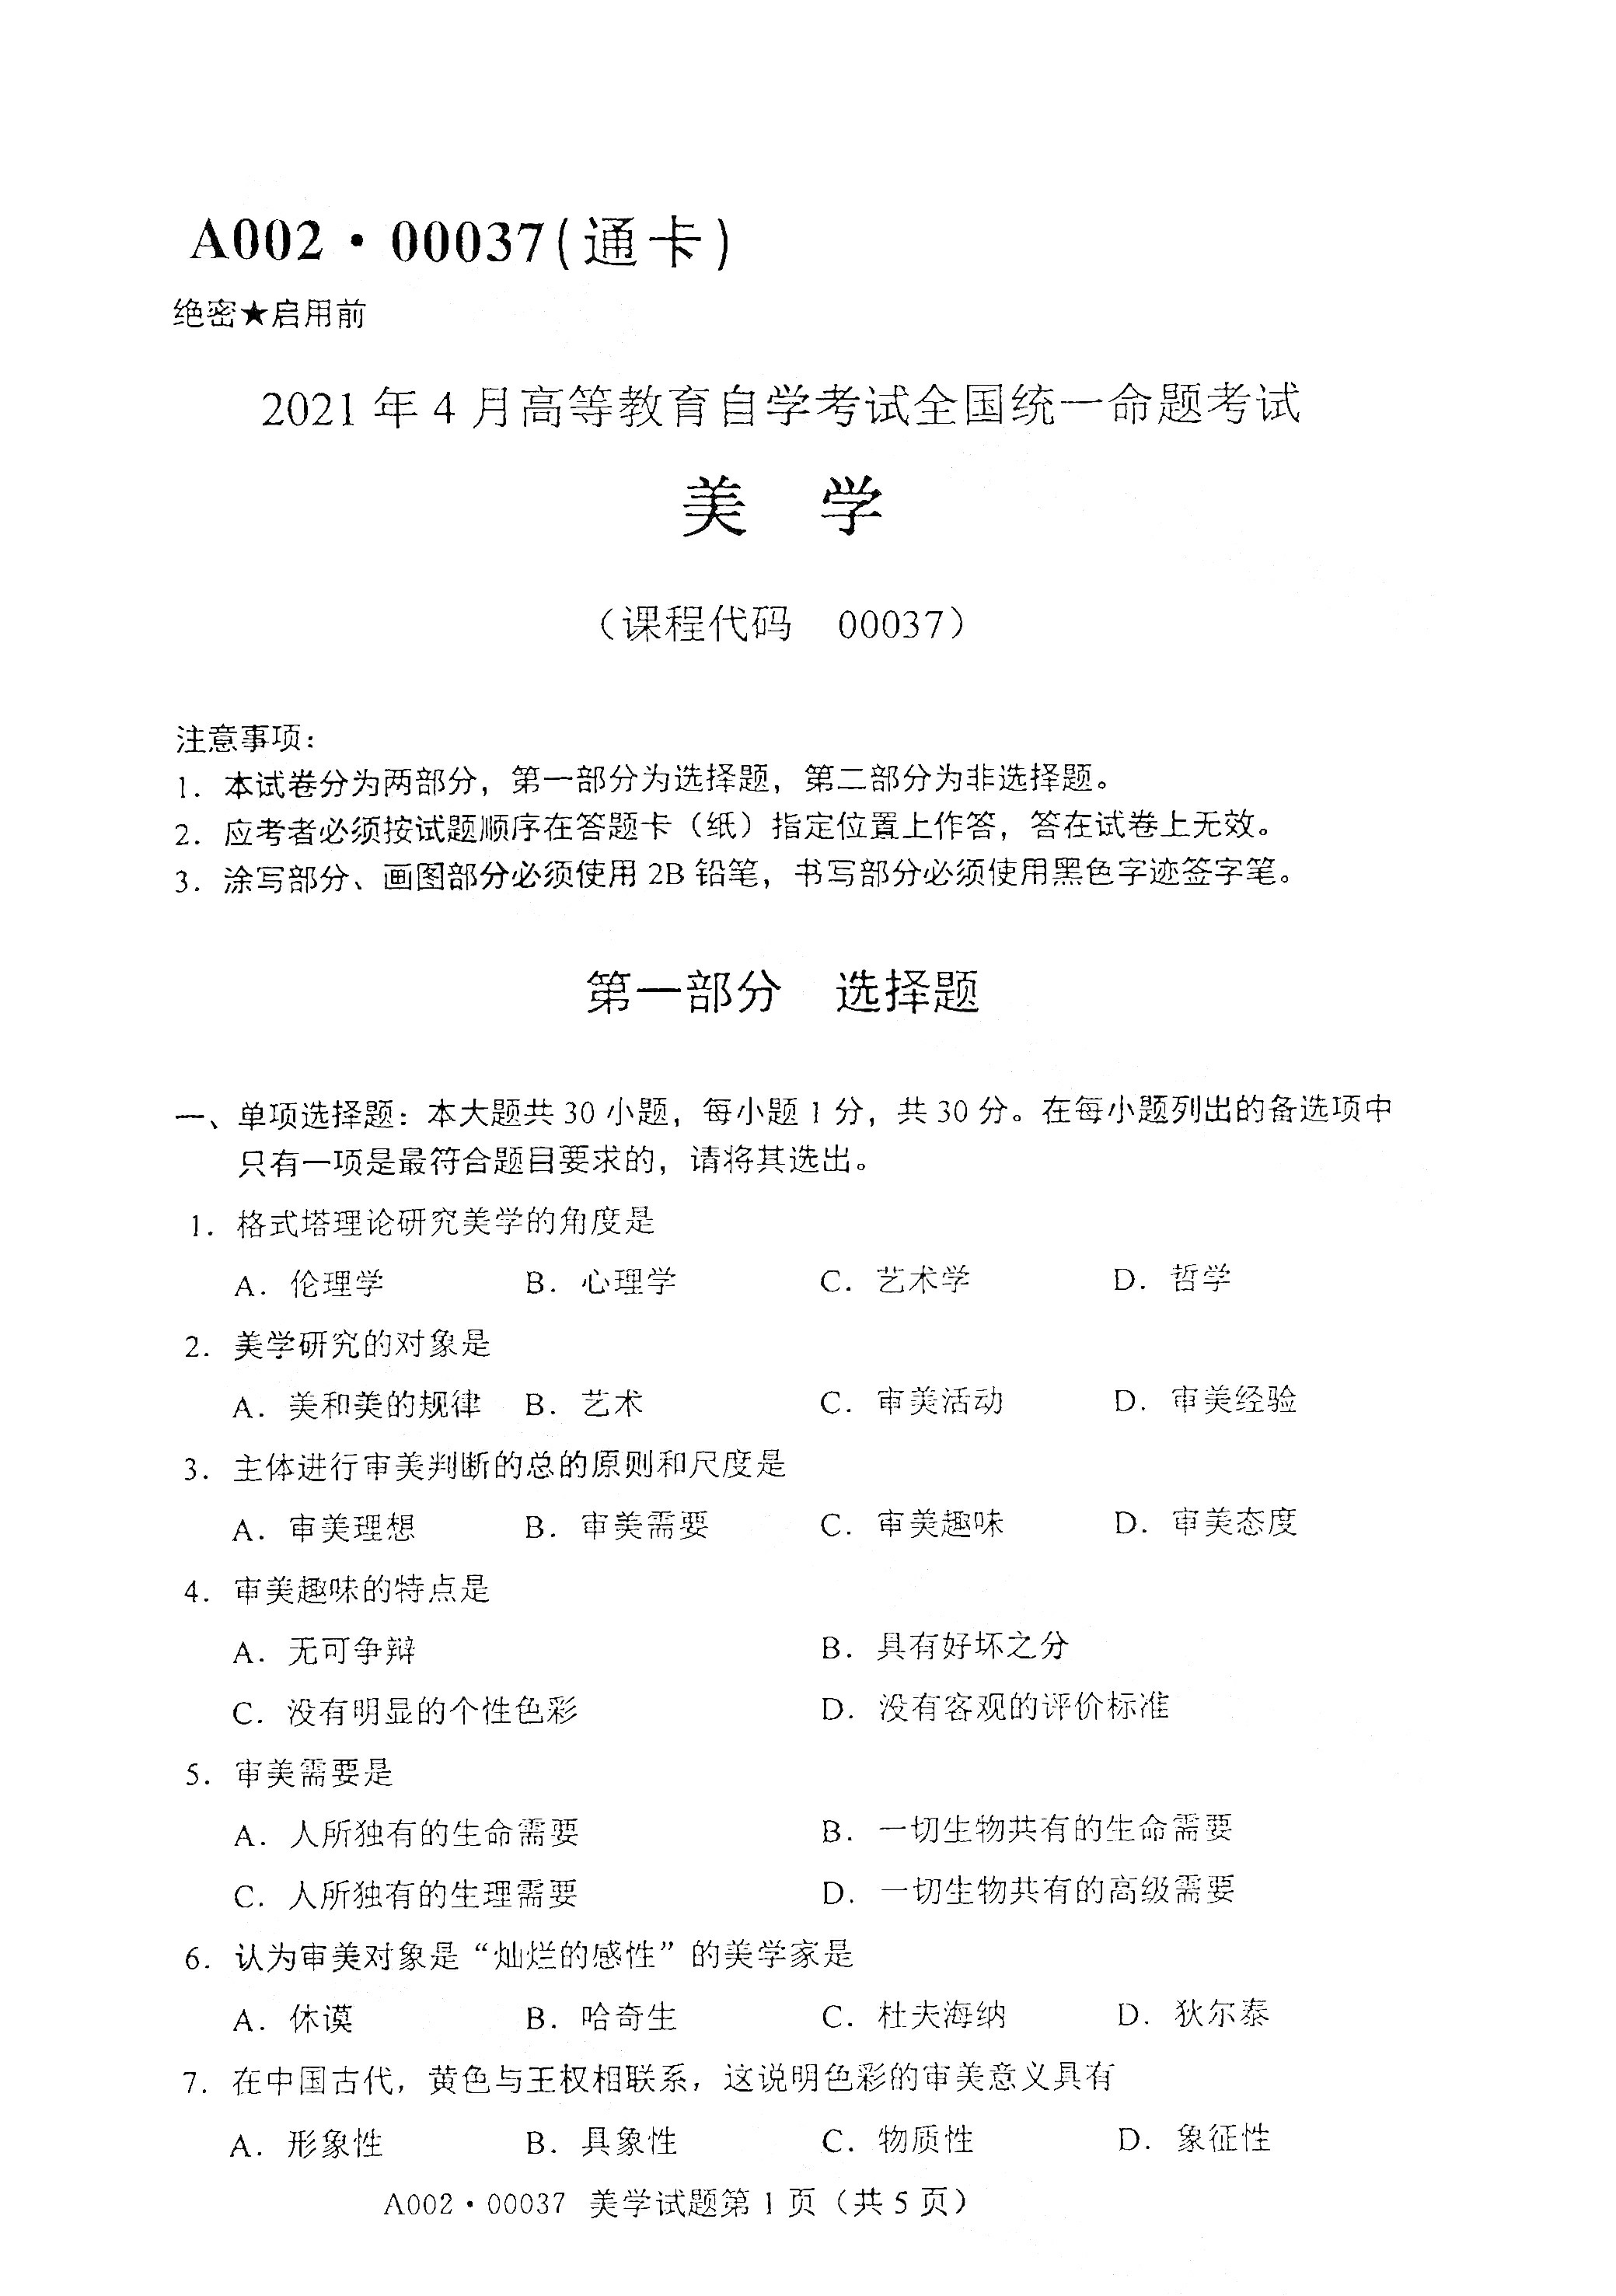 A002·00037(通卡)
绝密★启用前
2021年4月高等教育自学考试全国统一命题考试
美 学
（课程代码 00037）
注意事项：
1. 本试卷分为两部分，第一部分为选择题，第二部分为非选择题。
2. 应考者必须按试题顺序在答题卡（纸）指定位置上作答，答在试卷上无效。
3. 涂写部分、画图部分必须使用2B铅笔，书写部分必须使用黑色字迹签字笔。
第一部分 选择题
一、单项选择题：本大题共30小题，每小题1分，共30分。在每小题列出的备选项中
只有一项是最符合题目要求的，请将其选出。
1. 格式塔理论研究美学的角度是
A. 伦理学 B. 心理学 C. 艺术学 D. 哲学
2. 美学研究的对象是
A. 美和美的规律 B. 艺术 C. 审美活动 D. 审美经验
3. 主体进行审美判断的总的原则和尺度是
A. 审美理想 B. 审美需要 C. 审美趣味 D. 审美态度
4. 审美趣味的特点是
A. 无可争辩 B. 具有好坏之分
C. 没有明显的个性色彩 D. 没有客观的评价标准
5. 审美需要是
A. 人所独有的生命需要 B. 一切生物共有的生命需要
C. 人所独有的生理需要 D. 一切生物共有的高级需要
6. 认为审美对象是“灿烂的感性”的美学家是
A. 休谟 B. 哈奇生 C. 杜夫海纳 D. 狄尔泰
7. 在中国古代，黄色与王权相联系，这说明色彩的审美意义具有
A. 形象性 B. 具象性 C. 物质性 D. 象征性
A002·00037 美学试题第1页（共5页）